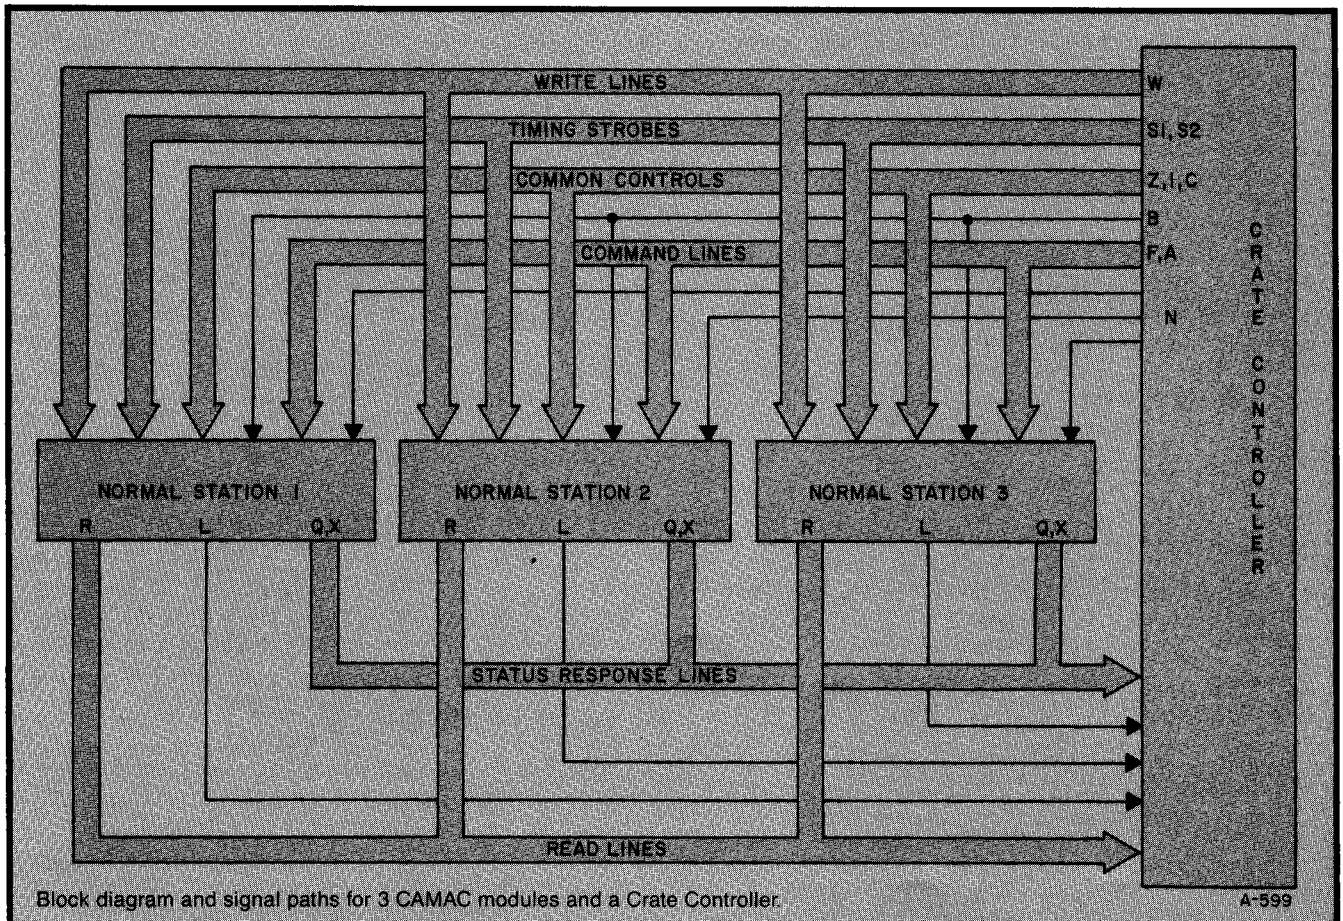 WRITE LINES
W
TIMING STROBES
S1, S2
COMMON CONTROLS
Z, I, C
B
COMMAND LINES
F, A
N
CRATE CONTROLLER
NORMAL STATION 1
R L Q,X
NORMAL STATION 2
R L Q,X
NORMAL STATION 3
R L Q,X
STATUS RESPONSE LINES
READ LINES
Block diagram and signal paths for 3 CAMAC modules and a Crate Controller.
A-599